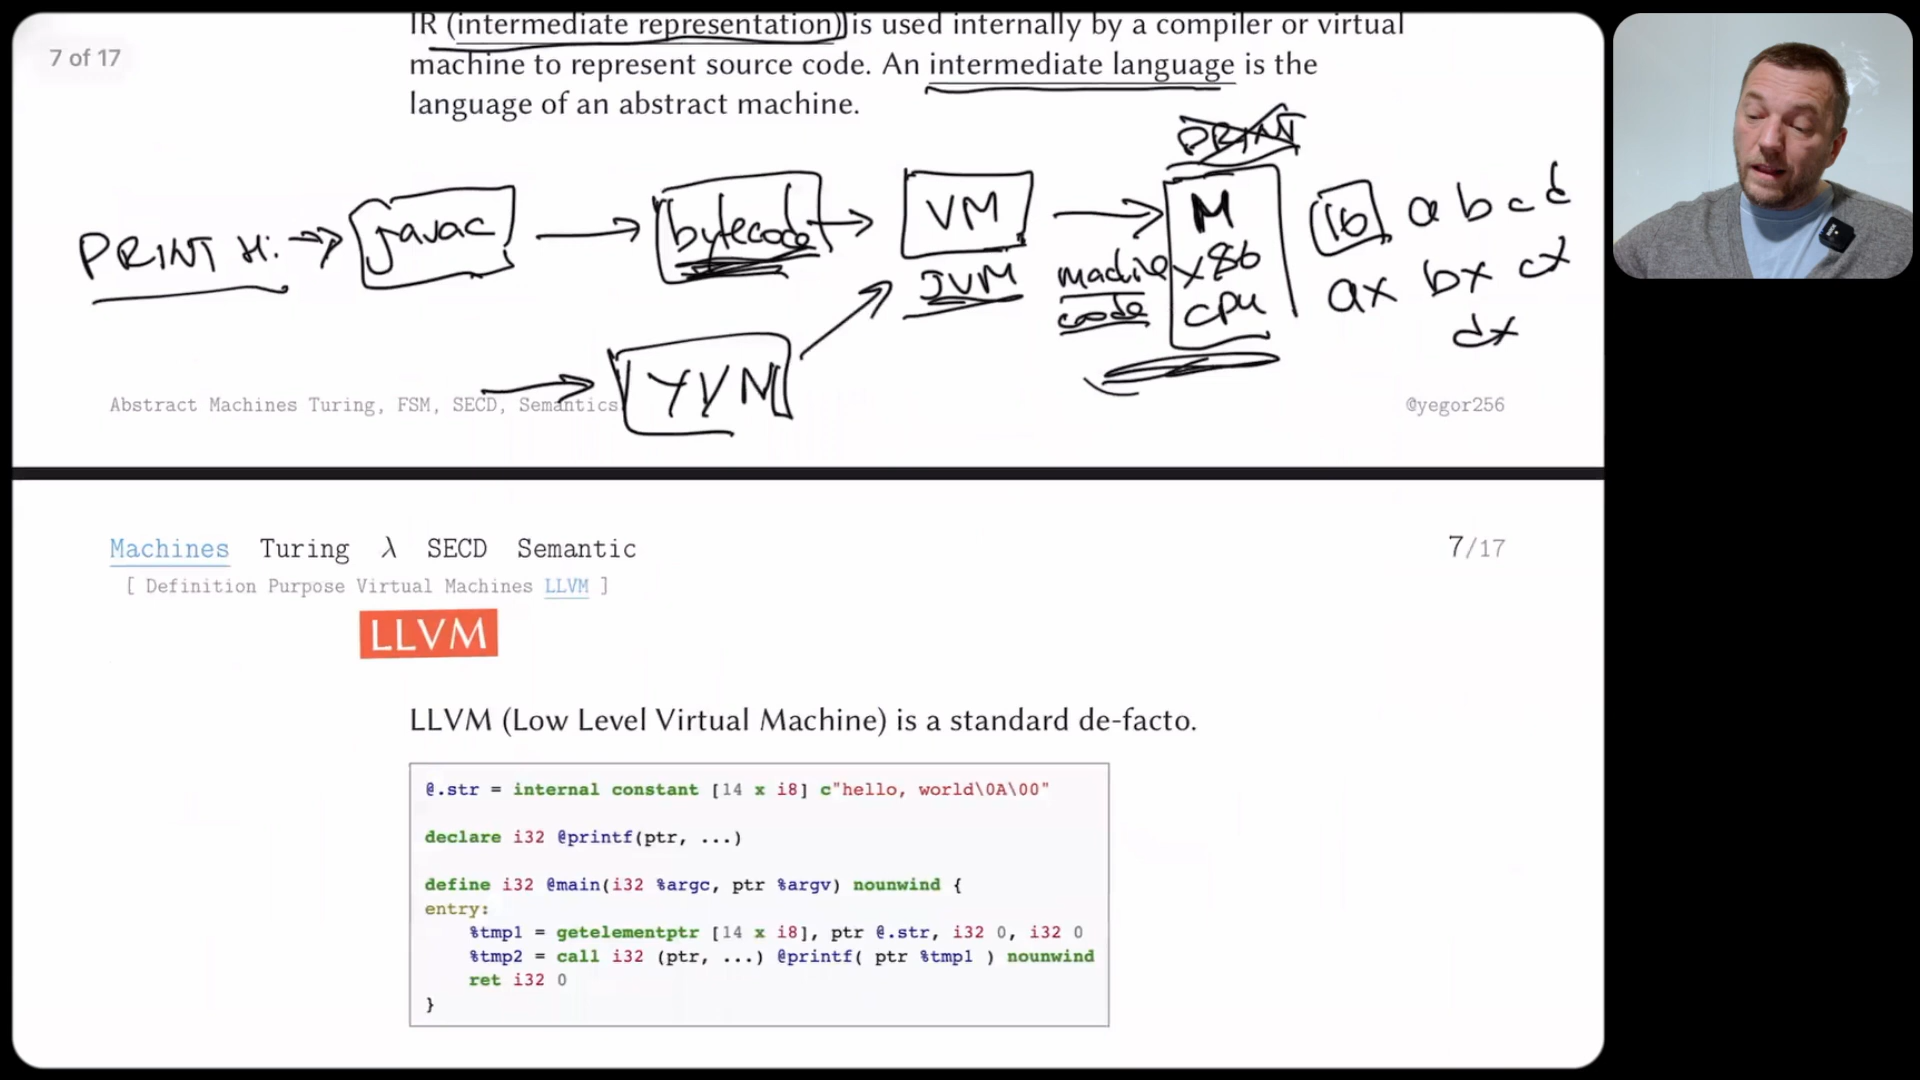 7 of 17
IR (intermediate representation) is used internally by a compiler or virtual
machine to represent source code. An intermediate language is the
language of an abstract machine.
PRINT
PRINT Hi
javac
bytecode
VM
JVM
machine
code
M
x86
cpu
16
a b c d
ax bx cx
dx
YVM
Abstract Machines Turing, FSM, SECD, Semantics
@yegor256
Machines Turing λ SECD Semantic
7/17
[ Definition Purpose Virtual Machines LLVM ]
LLVM
LLVM (Low Level Virtual Machine) is a standard de-facto.
@.str = internal constant [14 x i8] c"hello, world\0A\00"
declare i32 @printf(ptr, ...)
define i32 @main(i32 %argc, ptr %argv) nounwind {
entry:
%tmp1 = getelementptr [14 x i8], ptr @.str, i32 0, i32 0
%tmp2 = call i32 (ptr, ...) @printf( ptr %tmp1 ) nounwind
ret i32 0
}